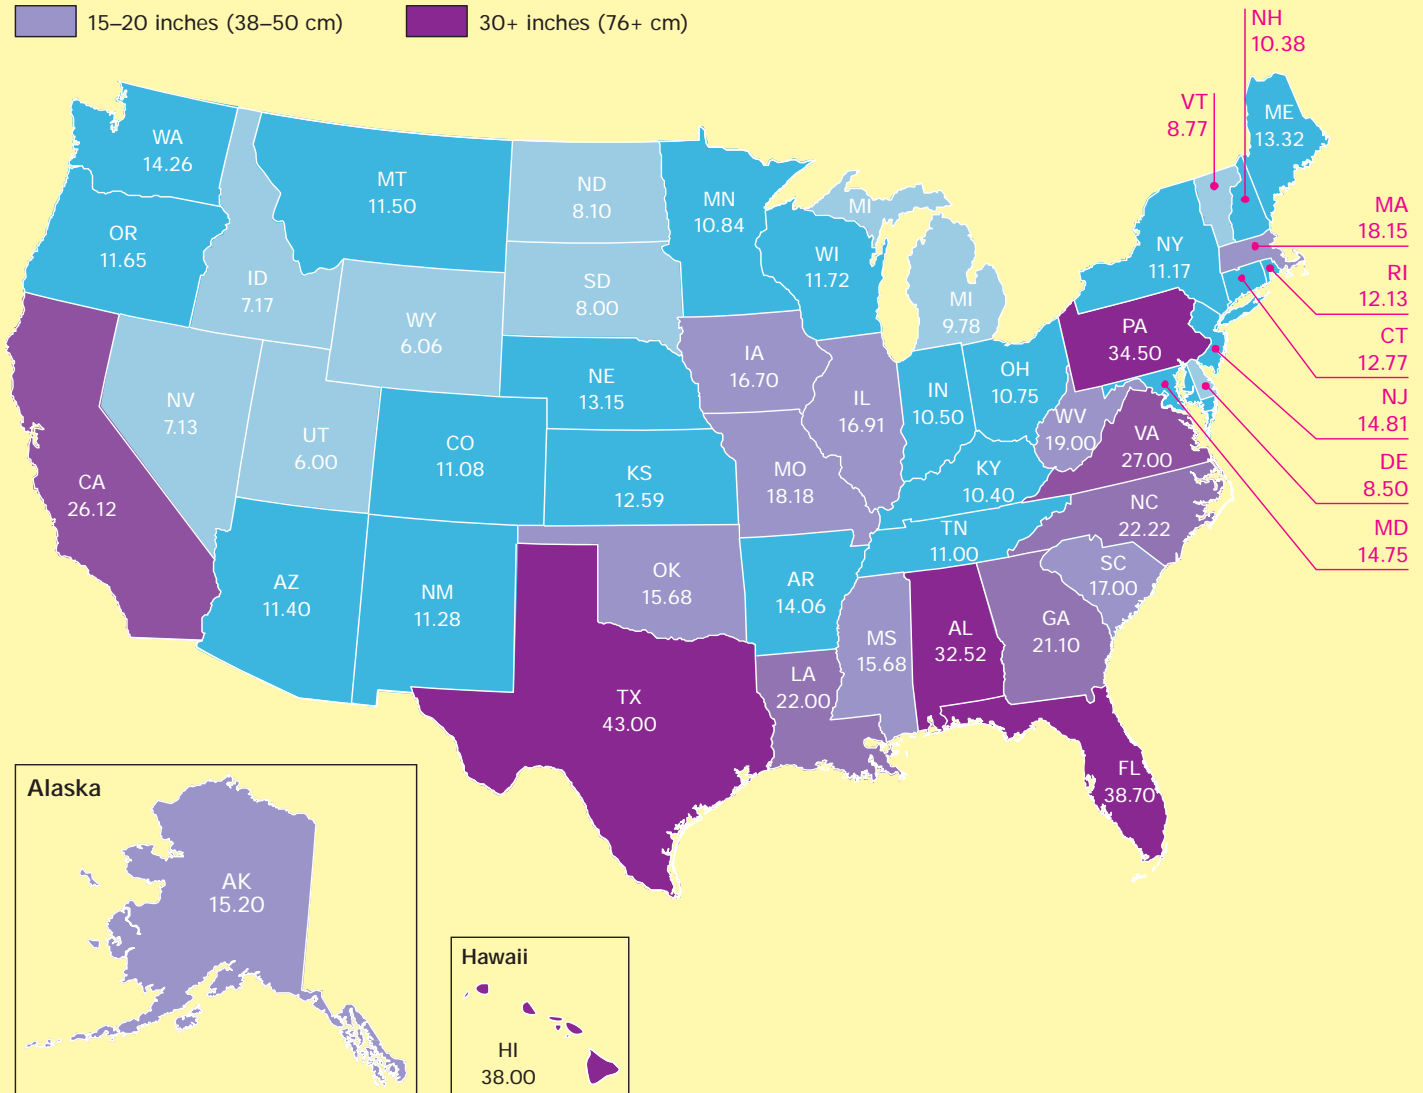 15–20 inches (38–50 cm)
30+ inches (76+ cm)
NH
10.38
VT
8.77
ME
13.32
WA
14.26
MT
11.50
ND
8.10
MN
10.84
MI
MA
18.15
OR
11.65
ID
7.17
SD
8.00
WI
11.72
NY
11.17
RI
12.13
WY
6.06
MI
9.78
PA
34.50
CT
12.77
IA
16.70
NE
13.15
OH
10.75
IN
10.50
IL
16.91
NJ
14.81
NV
7.13
UT
6.00
CO
11.08
WV
19.00
VA
27.00
DE
8.50
CA
26.12
KS
12.59
MO
18.18
KY
10.40
NC
22.22
MD
14.75
TN
11.00
SC
17.00
AZ
11.40
NM
11.28
OK
15.68
AR
14.06
MS
15.68
AL
32.52
GA
21.10
LA
22.00
TX
43.00
FL
38.70
Alaska
AK
15.20
Hawaii
HI
38.00